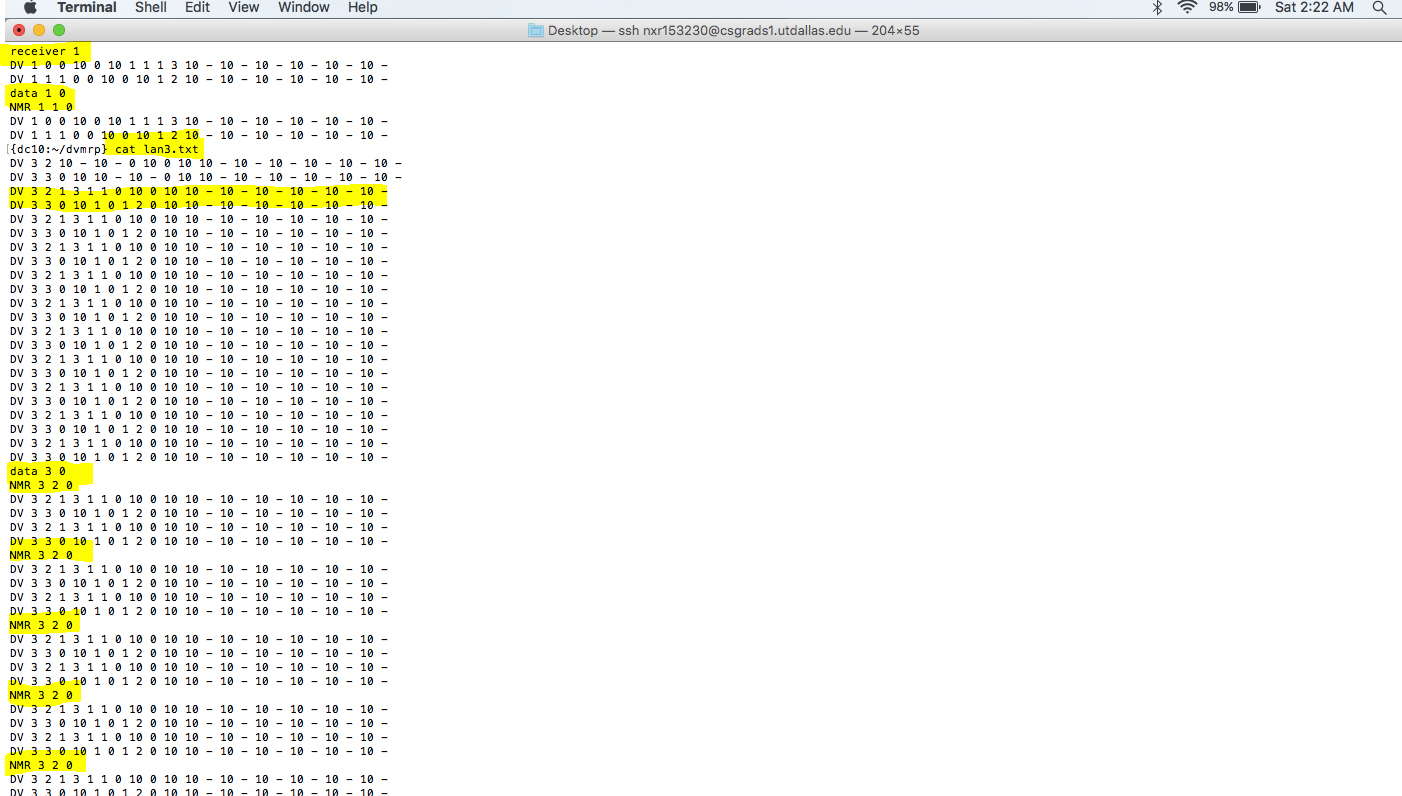 Terminal Shell Edit View Window Help 98% Sat 2:22 AM
Desktop — ssh nxr153230@csgrads1.utdallas.edu — 204×55
receiver 1
DV 1 0 0 10 0 10 1 1 1 3 10 - 10 - 10 - 10 - 10 - 10 -
DV 1 1 1 0 0 10 0 10 1 2 10 - 10 - 10 - 10 - 10 - 10 -
data 1 0
NMR 1 1 0
DV 1 0 0 10 0 10 1 1 1 3 10 - 10 - 10 - 10 - 10 - 10 -
DV 1 1 1 0 0 10 0 10 1 2 10 - 10 - 10 - 10 - 10 - 10 -
[{dc10:~/dvmrp} cat lan3.txt
DV 3 2 10 - 10 - 0 10 0 10 10 - 10 - 10 - 10 - 10 - 10 -
DV 3 3 0 10 10 - 10 - 0 10 10 - 10 - 10 - 10 - 10 - 10 -
DV 3 2 1 3 1 1 0 10 0 10 10 - 10 - 10 - 10 - 10 - 10 -
DV 3 3 0 10 1 0 1 2 0 10 10 - 10 - 10 - 10 - 10 - 10 -
DV 3 2 1 3 1 1 0 10 0 10 10 - 10 - 10 - 10 - 10 - 10 -
DV 3 3 0 10 1 0 1 2 0 10 10 - 10 - 10 - 10 - 10 - 10 -
DV 3 2 1 3 1 1 0 10 0 10 10 - 10 - 10 - 10 - 10 - 10 -
DV 3 3 0 10 1 0 1 2 0 10 10 - 10 - 10 - 10 - 10 - 10 -
DV 3 2 1 3 1 1 0 10 0 10 10 - 10 - 10 - 10 - 10 - 10 -
DV 3 3 0 10 1 0 1 2 0 10 10 - 10 - 10 - 10 - 10 - 10 -
DV 3 2 1 3 1 1 0 10 0 10 10 - 10 - 10 - 10 - 10 - 10 -
DV 3 3 0 10 1 0 1 2 0 10 10 - 10 - 10 - 10 - 10 - 10 -
DV 3 2 1 3 1 1 0 10 0 10 10 - 10 - 10 - 10 - 10 - 10 -
DV 3 3 0 10 1 0 1 2 0 10 10 - 10 - 10 - 10 - 10 - 10 -
DV 3 2 1 3 1 1 0 10 0 10 10 - 10 - 10 - 10 - 10 - 10 -
DV 3 3 0 10 1 0 1 2 0 10 10 - 10 - 10 - 10 - 10 - 10 -
DV 3 2 1 3 1 1 0 10 0 10 10 - 10 - 10 - 10 - 10 - 10 -
DV 3 3 0 10 1 0 1 2 0 10 10 - 10 - 10 - 10 - 10 - 10 -
DV 3 2 1 3 1 1 0 10 0 10 10 - 10 - 10 - 10 - 10 - 10 -
DV 3 3 0 10 1 0 1 2 0 10 10 - 10 - 10 - 10 - 10 - 10 -
DV 3 2 1 3 1 1 0 10 0 10 10 - 10 - 10 - 10 - 10 - 10 -
DV 3 3 0 10 1 0 1 2 0 10 10 - 10 - 10 - 10 - 10 - 10 -
data 3 0
NMR 3 2 0
DV 3 2 1 3 1 1 0 10 0 10 10 - 10 - 10 - 10 - 10 - 10 -
DV 3 3 0 10 1 0 1 2 0 10 10 - 10 - 10 - 10 - 10 - 10 -
DV 3 2 1 3 1 1 0 10 0 10 10 - 10 - 10 - 10 - 10 - 10 -
DV 3 3 0 10 1 0 1 2 0 10 10 - 10 - 10 - 10 - 10 - 10 -
NMR 3 2 0
DV 3 2 1 3 1 1 0 10 0 10 10 - 10 - 10 - 10 - 10 - 10 -
DV 3 3 0 10 1 0 1 2 0 10 10 - 10 - 10 - 10 - 10 - 10 -
DV 3 2 1 3 1 1 0 10 0 10 10 - 10 - 10 - 10 - 10 - 10 -
DV 3 3 0 10 1 0 1 2 0 10 10 - 10 - 10 - 10 - 10 - 10 -
NMR 3 2 0
DV 3 2 1 3 1 1 0 10 0 10 10 - 10 - 10 - 10 - 10 - 10 -
DV 3 3 0 10 1 0 1 2 0 10 10 - 10 - 10 - 10 - 10 - 10 -
DV 3 2 1 3 1 1 0 10 0 10 10 - 10 - 10 - 10 - 10 - 10 -
DV 3 3 0 10 1 0 1 2 0 10 10 - 10 - 10 - 10 - 10 - 10 -
NMR 3 2 0
DV 3 2 1 3 1 1 0 10 0 10 10 - 10 - 10 - 10 - 10 - 10 -
DV 3 3 0 10 1 0 1 2 0 10 10 - 10 - 10 - 10 - 10 - 10 -
DV 3 2 1 3 1 1 0 10 0 10 10 - 10 - 10 - 10 - 10 - 10 -
DV 3 3 0 10 1 0 1 2 0 10 10 - 10 - 10 - 10 - 10 - 10 -
NMR 3 2 0
DV 3 2 1 3 1 1 0 10 0 10 10 - 10 - 10 - 10 - 10 - 10 -
DV 3 3 0 10 1 0 1 2 0 10 10 - 10 - 10 - 10 - 10 - 10 -